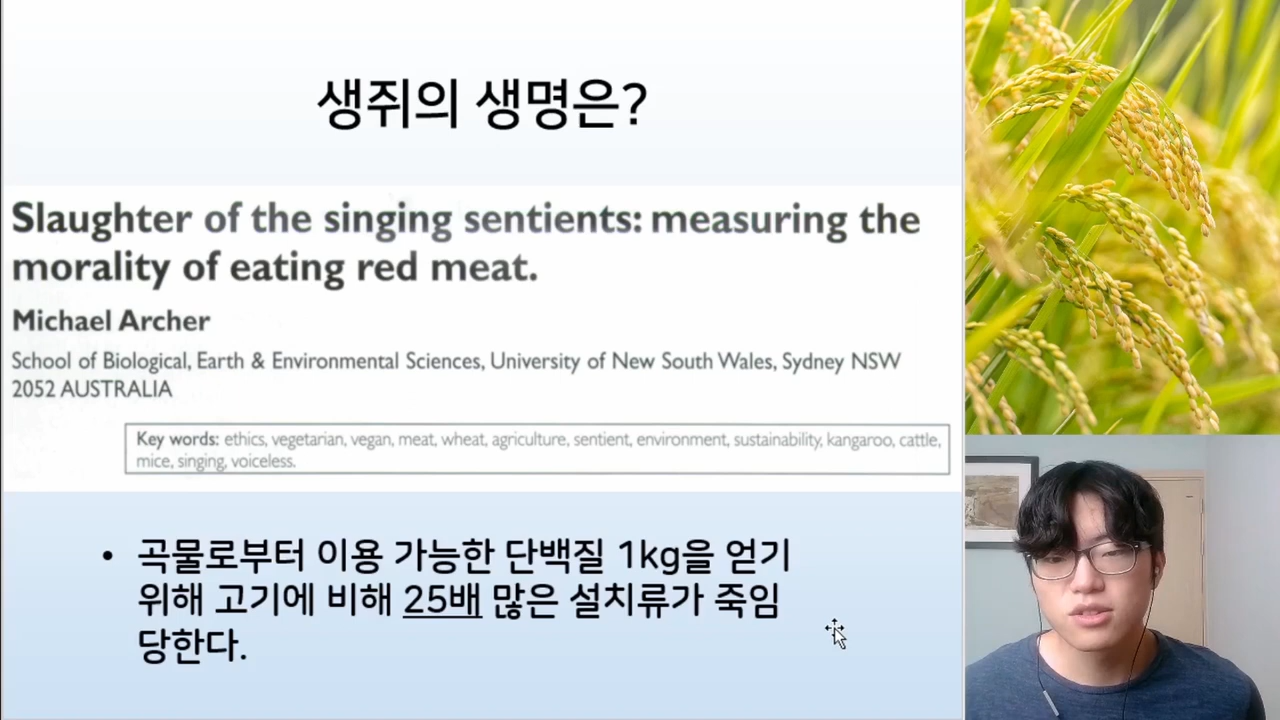 생쥐의 생명은?
Slaughter of the singing sentients: measuring the
morality of eating red meat.
Michael Archer
School of Biological, Earth & Environmental Sciences, University of New South Wales, Sydney NSW
2052 AUSTRALIA
Key words: ethics, vegetarian, vegan, meat, wheat, agriculture, sentient, environment, sustainability, kangaroo, cattle,
mice, singing, voiceless.
• 곡물로부터 이용 가능한 단백질 1kg을 얻기
위해 고기에 비해 25배 많은 설치류가 죽임
당한다.